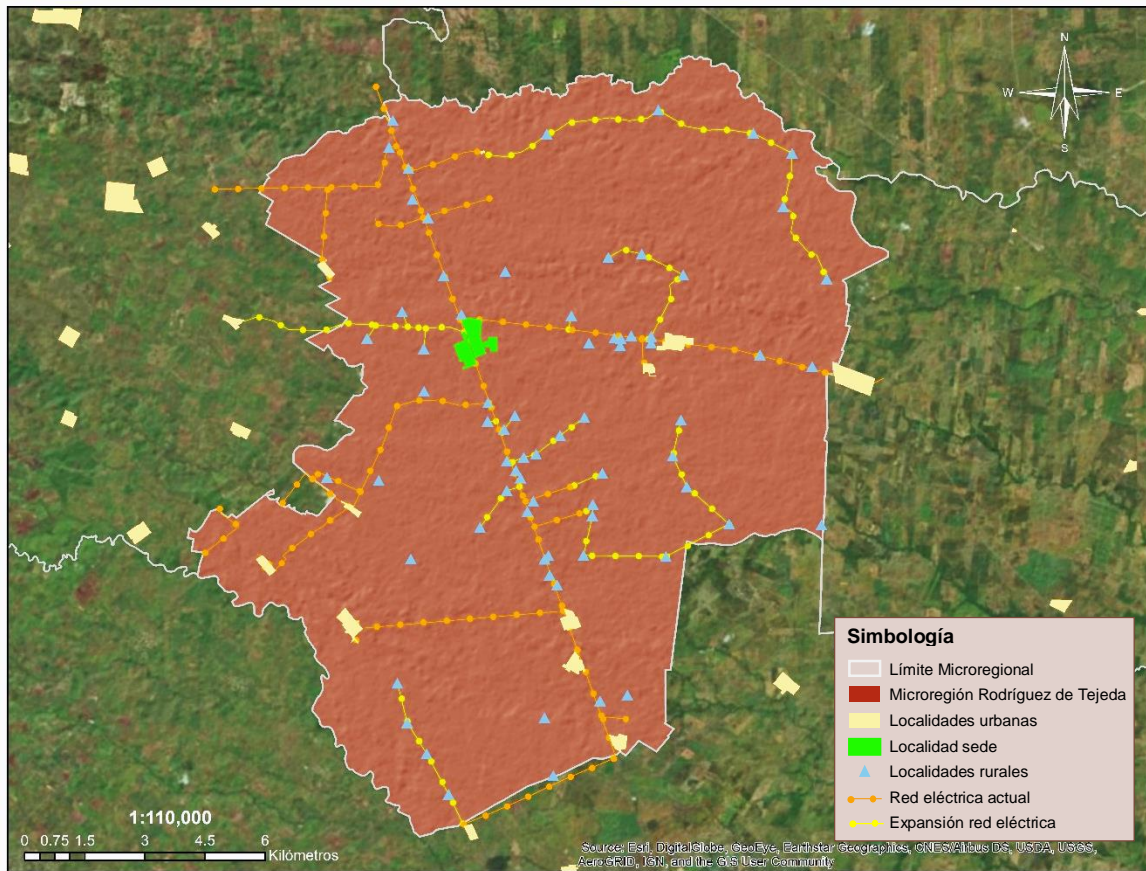 N
W E
S
Simbología
Límite Microregional
Microregión Rodríguez de Tejeda
Localidades urbanas
Localidad sede
Localidades rurales
Red eléctrica actual
Expansión red eléctrica
1:110,000
0 0.75 1.5 3 4.5 6
Kilómetros
Source: Esri, DigitalGlobe, GeoEye, Earthstar Geographics, CNES/Airbus DS, USDA, USGS,
AeroGRID, IGN, and the GIS User Community